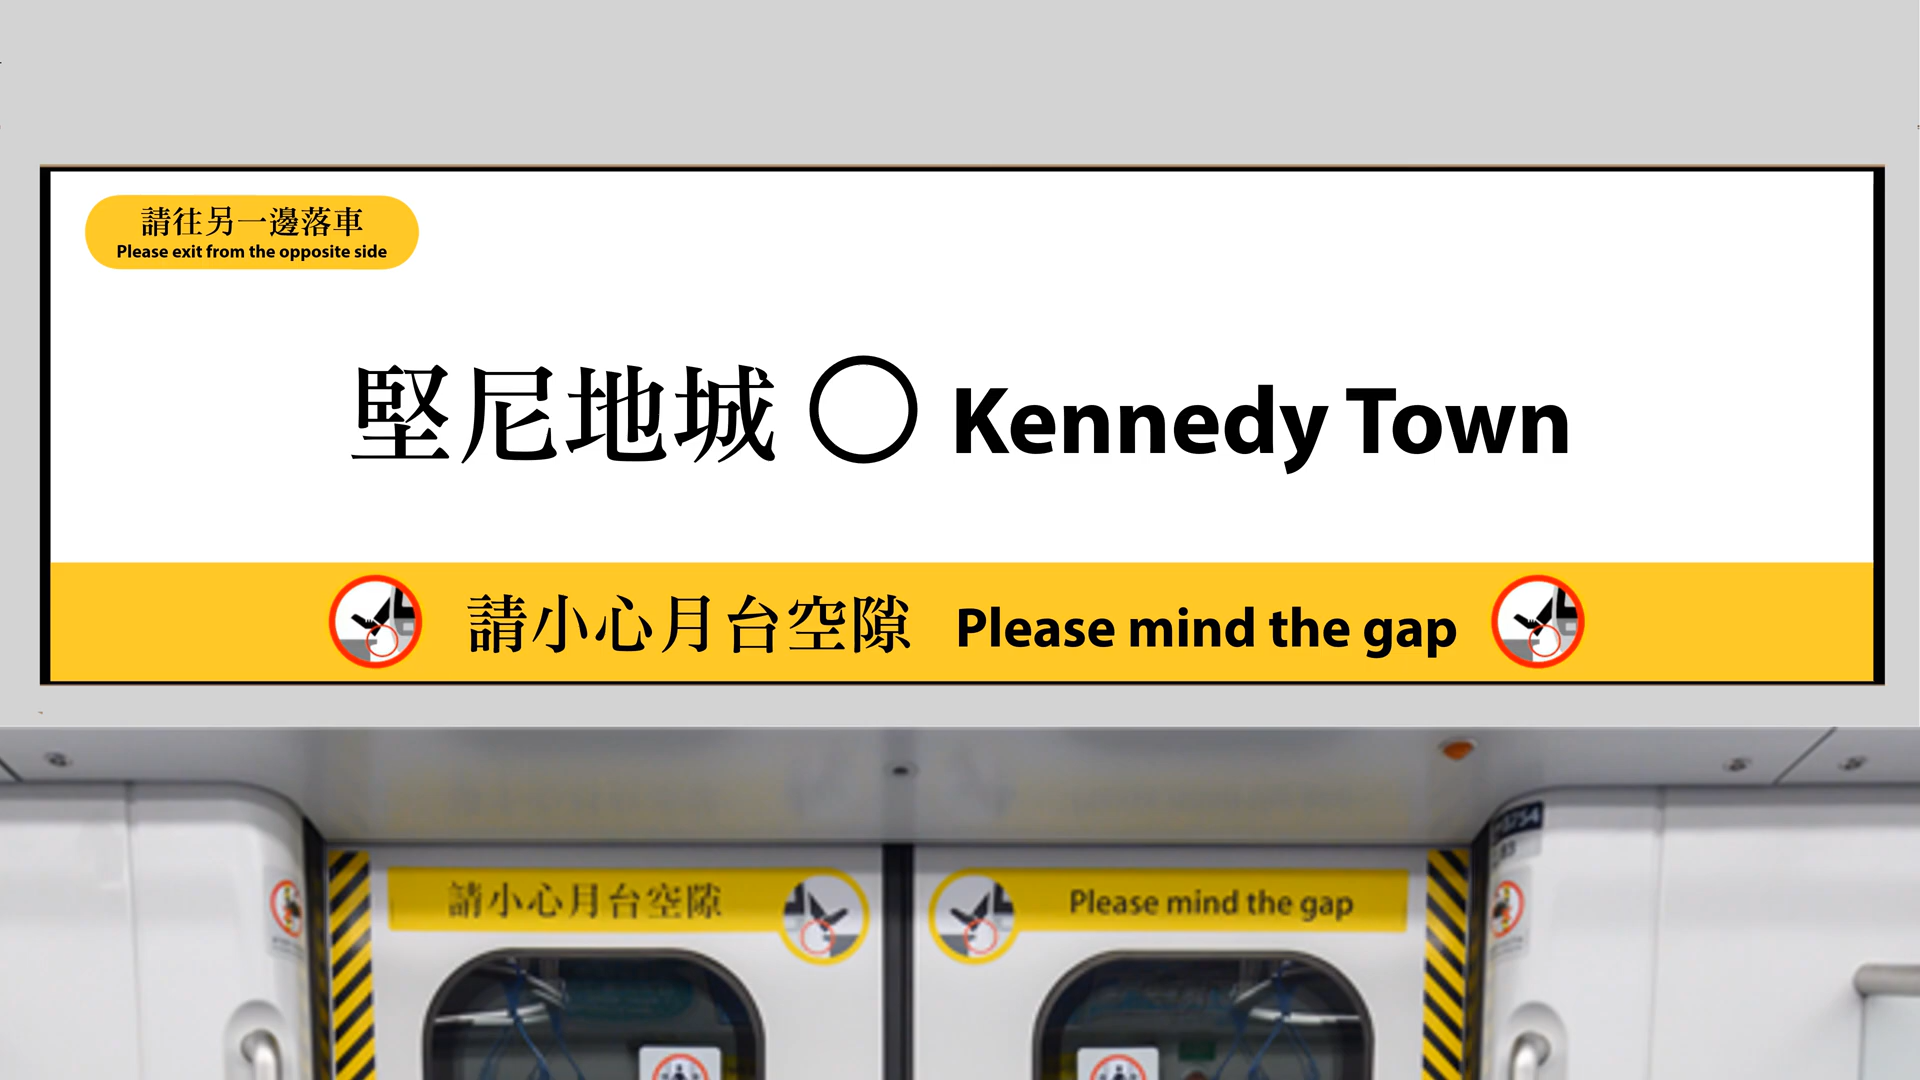 請往另一邊落車
Please exit from the opposite side
堅尼地城 Kennedy Town
請小心月台空隙 Please mind the gap
請小心月台空隙
Please mind the gap